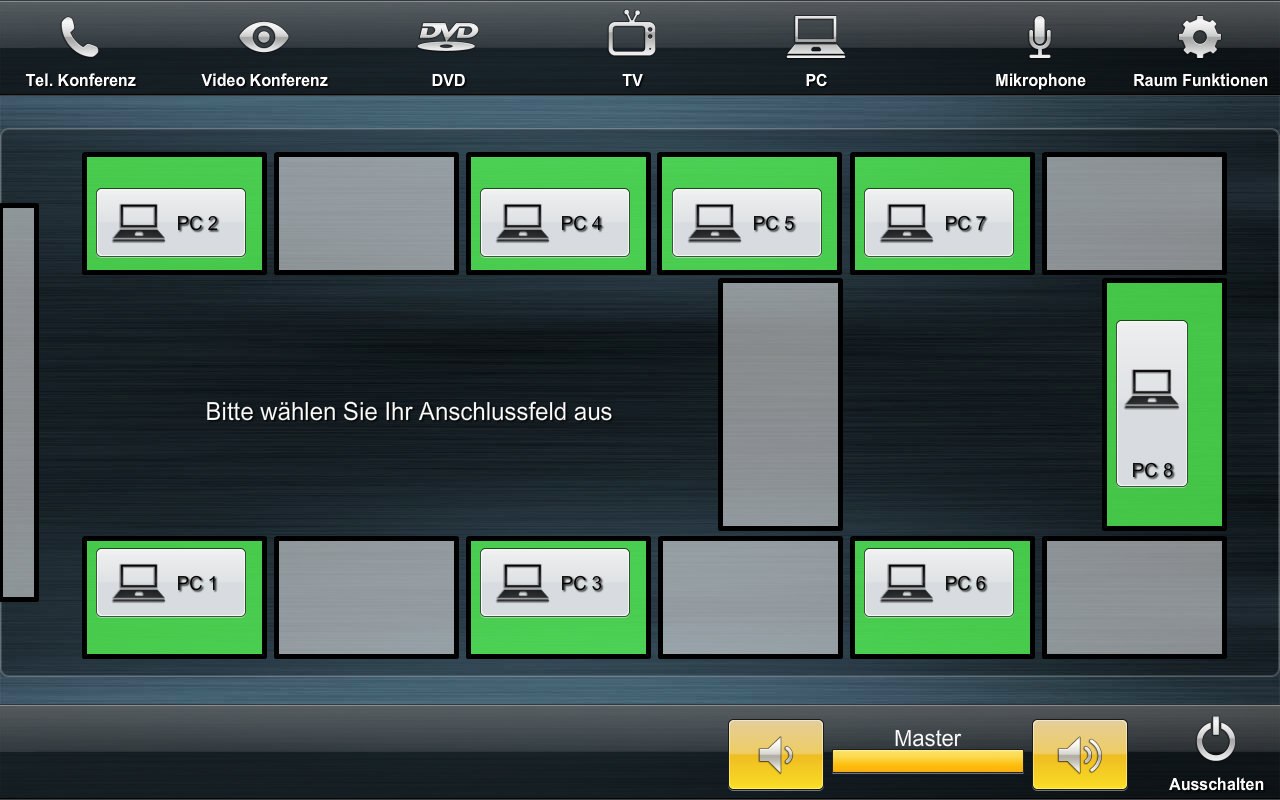 Tel. Konferenz
Video Konferenz
DVD
DVD
TV
PC
Mikrophone
Raum Funktionen
PC 2
PC 4
PC 5
PC 7
Bitte wählen Sie Ihr Anschlussfeld aus
PC 8
PC 1
PC 3
PC 6
Master
Ausschalten